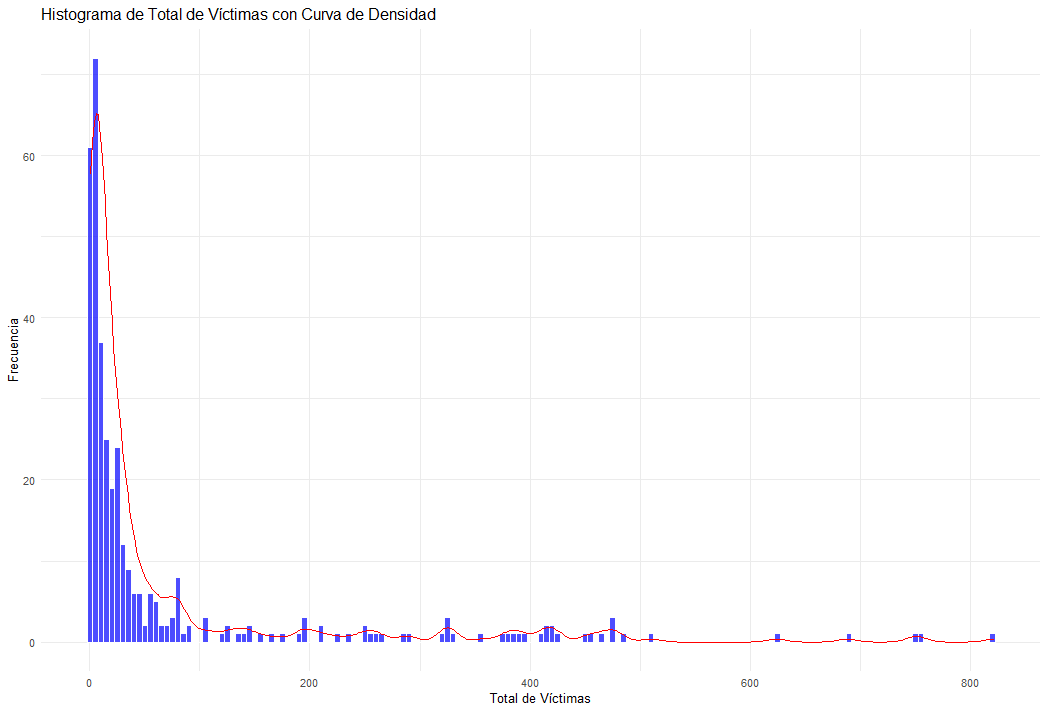 Histograma de Total de Víctimas con Curva de Densidad
Frecuencia
60
40
20
0
0 200 400 600 800
Total de Víctimas